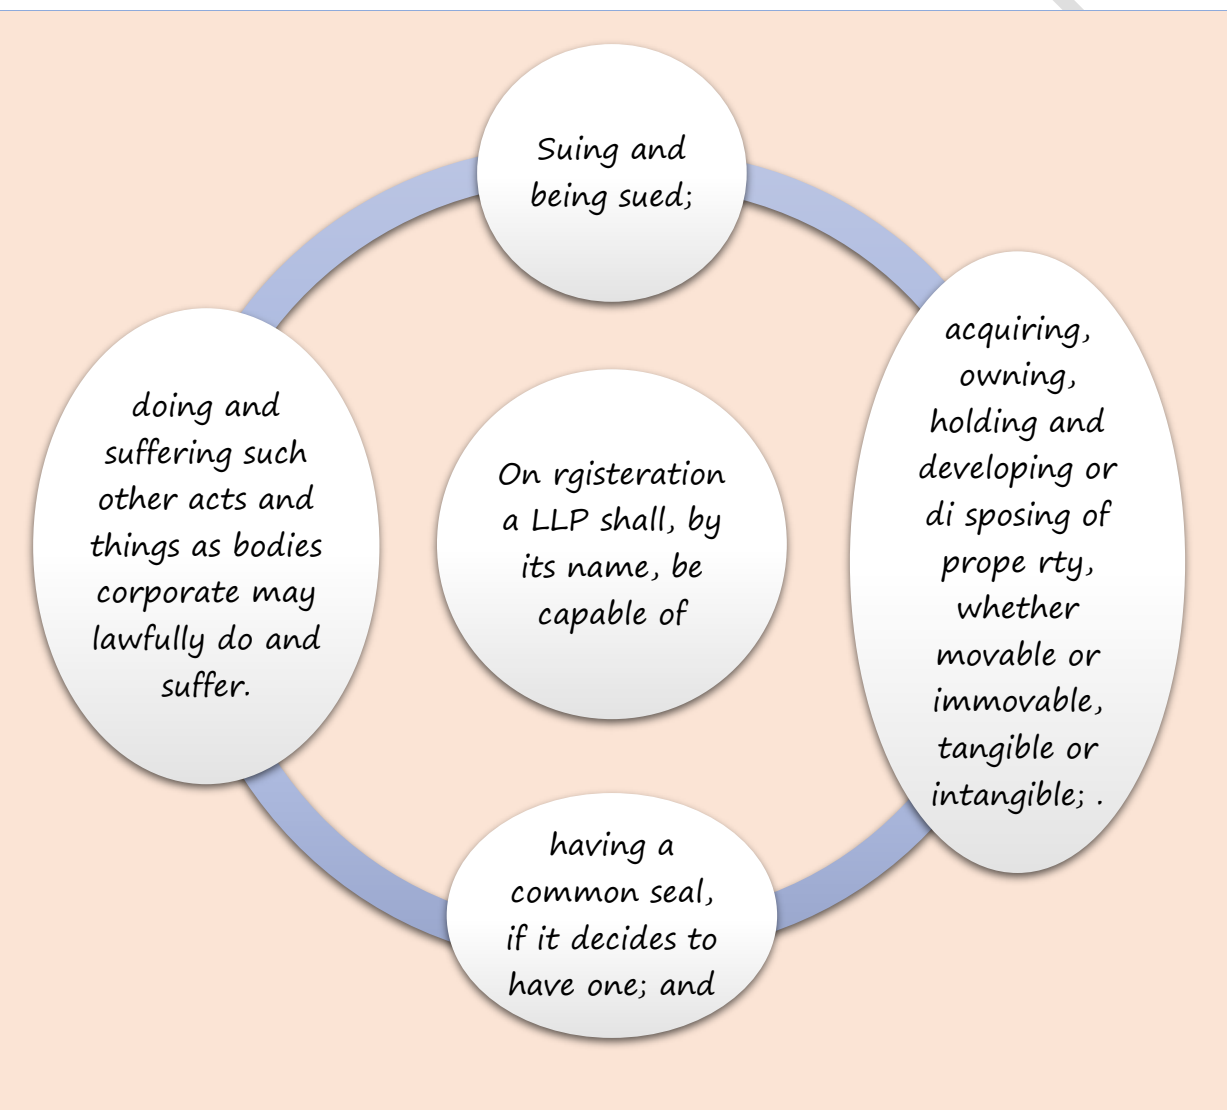 Suing and
being sued;
acquiring,
owning,
holding and
developing or
di sposing of
prope rty,
whether
movable or
immovable,
tangible or
intangible; .
having a
common seal,
if it decides to
have one; and
doing and
suffering such
other acts and
things as bodies
corporate may
lawfully do and
suffer.
On rgisteration
a LLP shall, by
its name, be
capable of